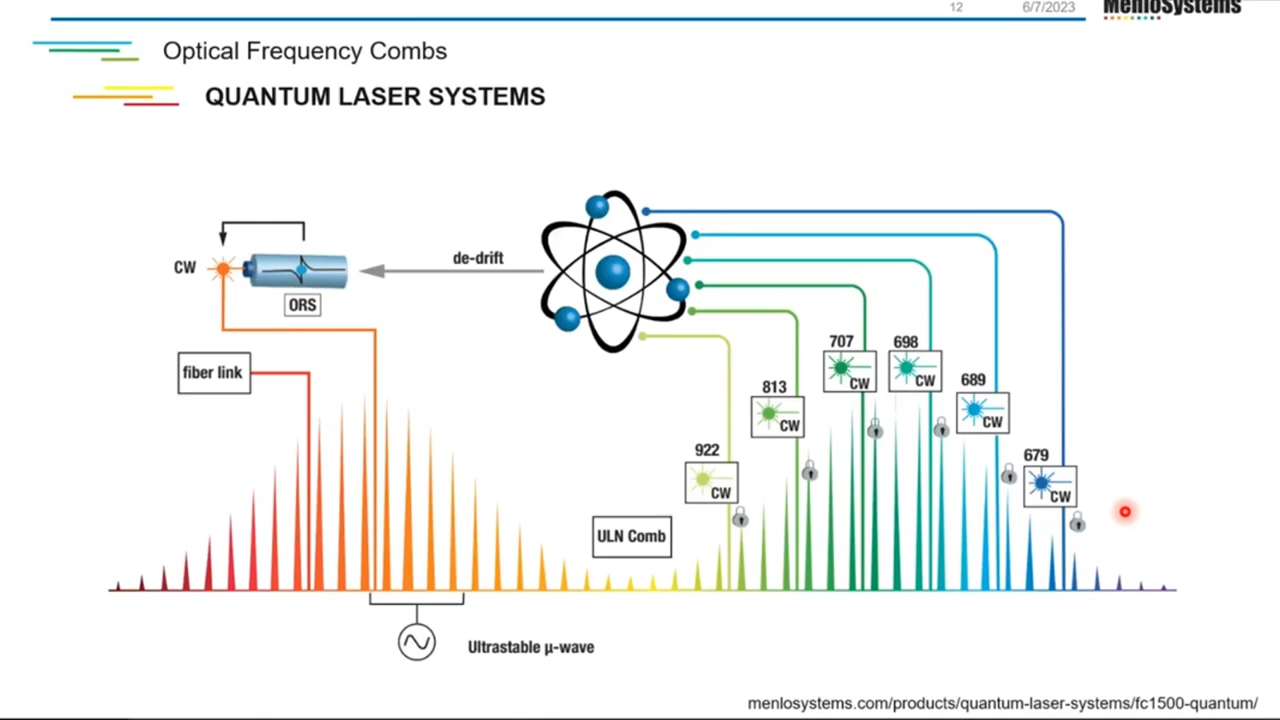 12 6/7/2023 MenloSystems
Optical Frequency Combs
QUANTUM LASER SYSTEMS
CW
ORS
de-drift
fiber link
922
CW
813
CW
707
CW
698
CW
689
CW
679
CW
ULN Comb
Ultrastable µ-wave
menlosystems.com/products/quantum-laser-systems/fc1500-quantum/